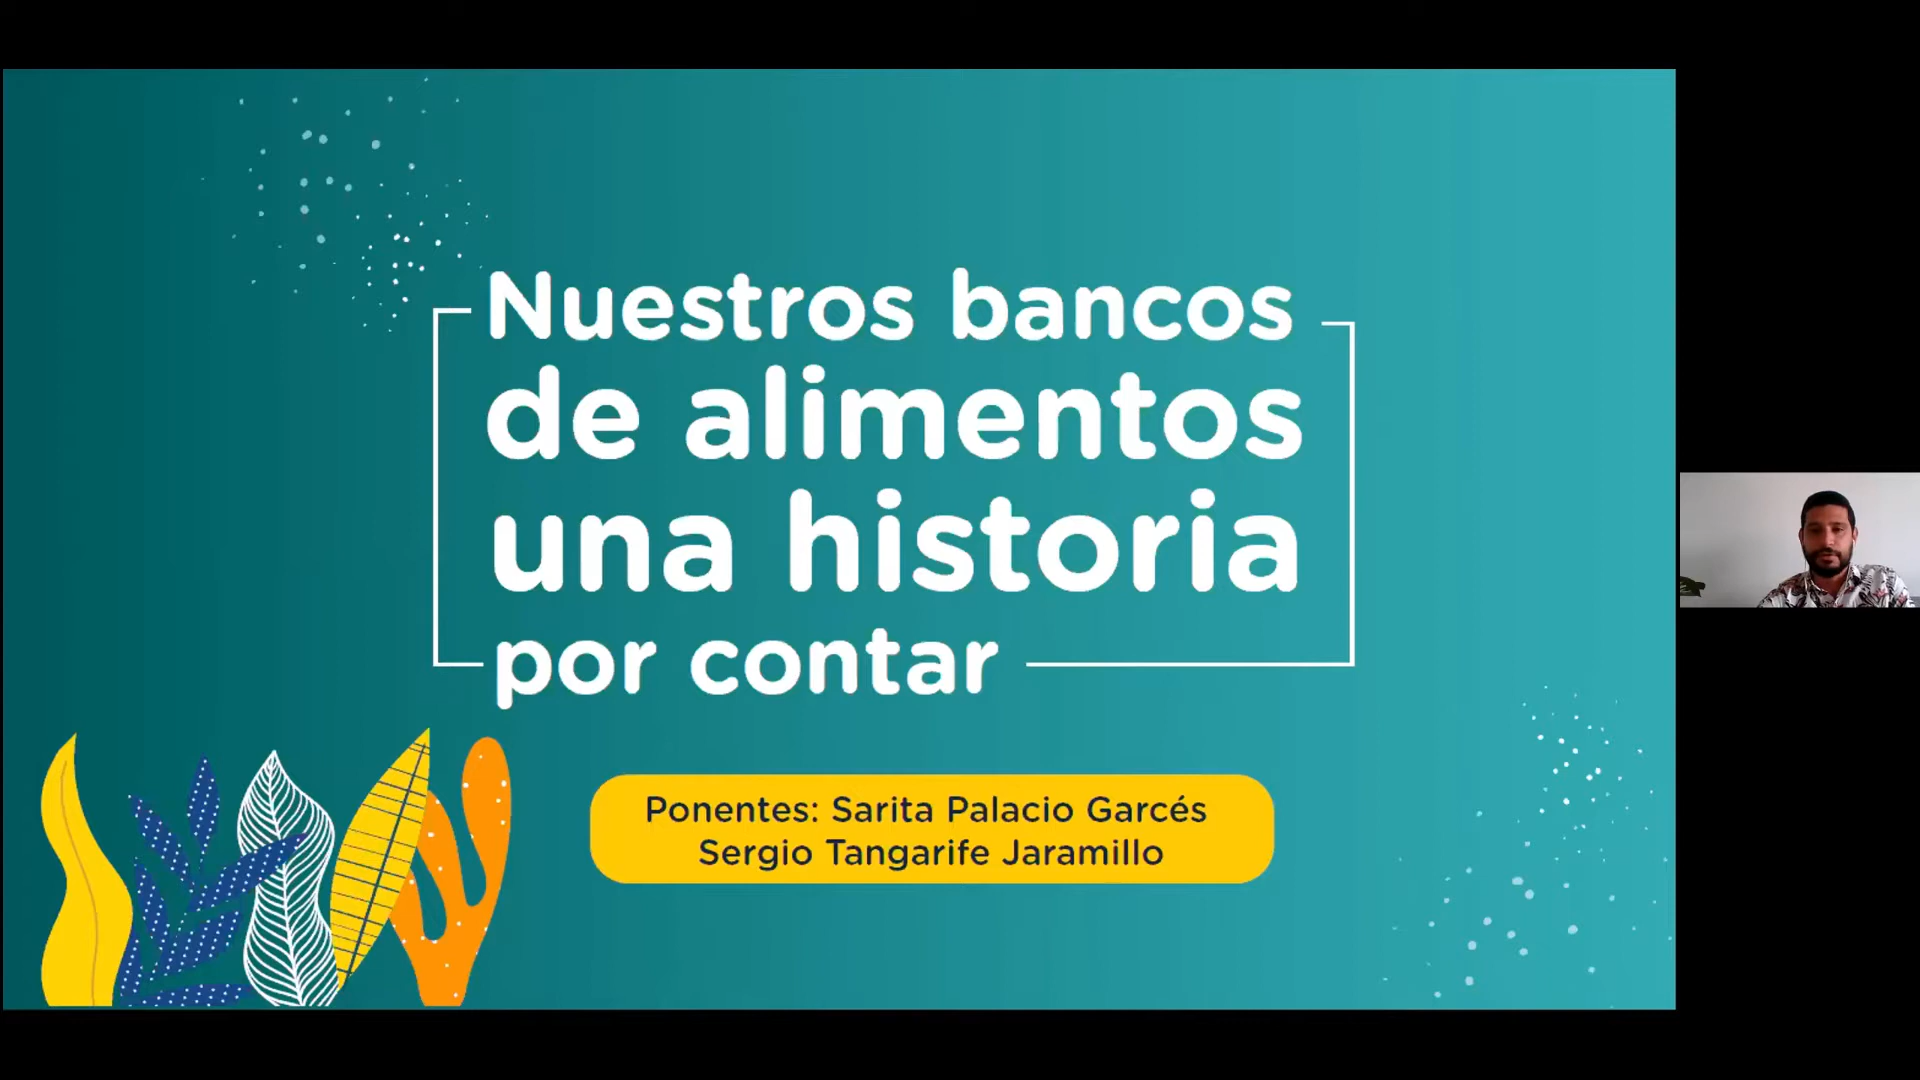 Nuestros bancos
de alimentos
una historia
por contar
Ponentes: Sarita Palacio Garcés
Sergio Tangarife Jaramillo